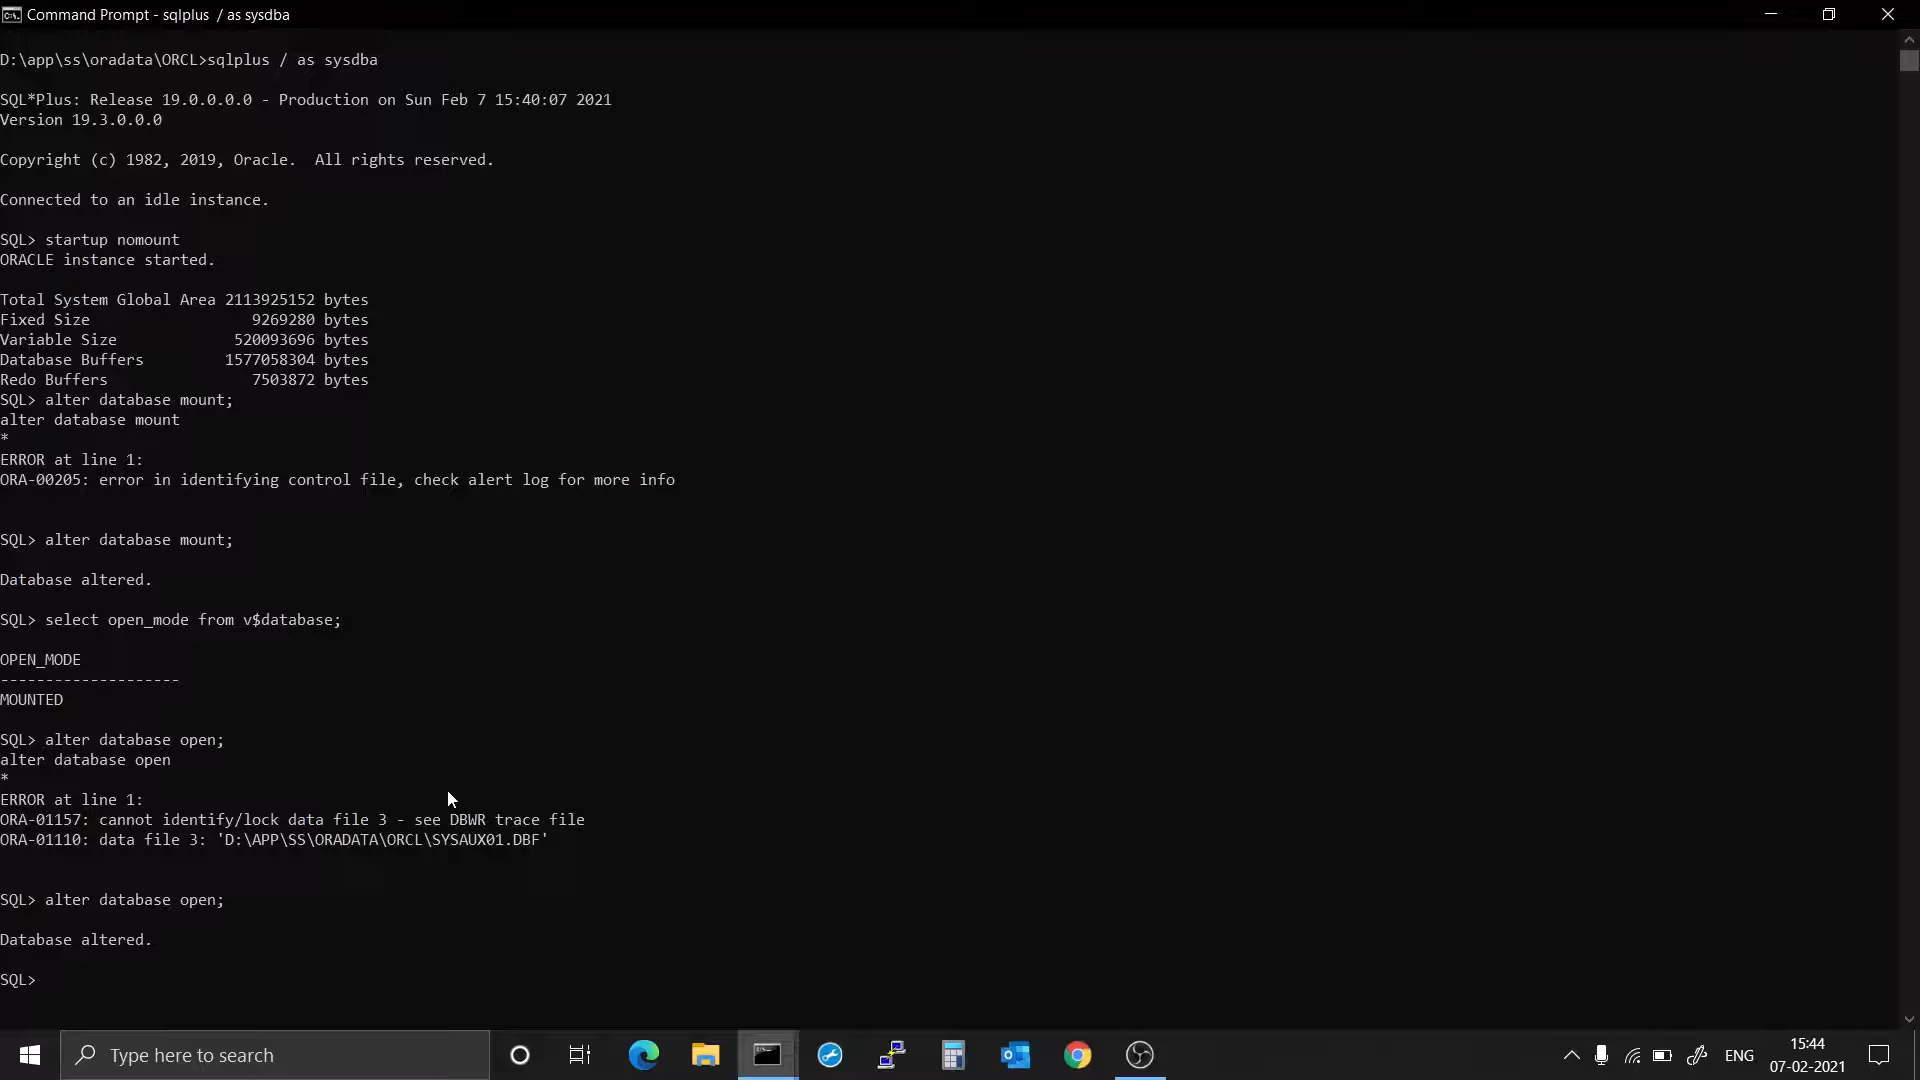 Command Prompt - sqlplus  / as sysdba
D:\app\ss\oradata\ORCL>sqlplus / as sysdba
SQL*Plus: Release 19.0.0.0.0 - Production on Sun Feb 7 15:40:07 2021
Version 19.3.0.0.0
Copyright (c) 1982, 2019, Oracle.  All rights reserved.
Connected to an idle instance.
SQL> startup nomount
ORACLE instance started.
Total System Global Area 2113925152 bytes
Fixed Size                  9269280 bytes
Variable Size             520093696 bytes
Database Buffers         1577058304 bytes
Redo Buffers                7503872 bytes
SQL> alter database mount;
alter database mount
*
ERROR at line 1:
ORA-00205: error in identifying control file, check alert log for more info
SQL> alter database mount;
Database altered.
SQL> select open_mode from v$database;
OPEN_MODE
--------------------
MOUNTED
SQL> alter database open;
alter database open
*
ERROR at line 1:
ORA-01157: cannot identify/lock data file 3 - see DBWR trace file
ORA-01110: data file 3: 'D:\APP\SS\ORADATA\ORCL\SYSAUX01.DBF'
SQL> alter database open;
Database altered.
SQL>
Type here to search
ENG
15:44
07-02-2021